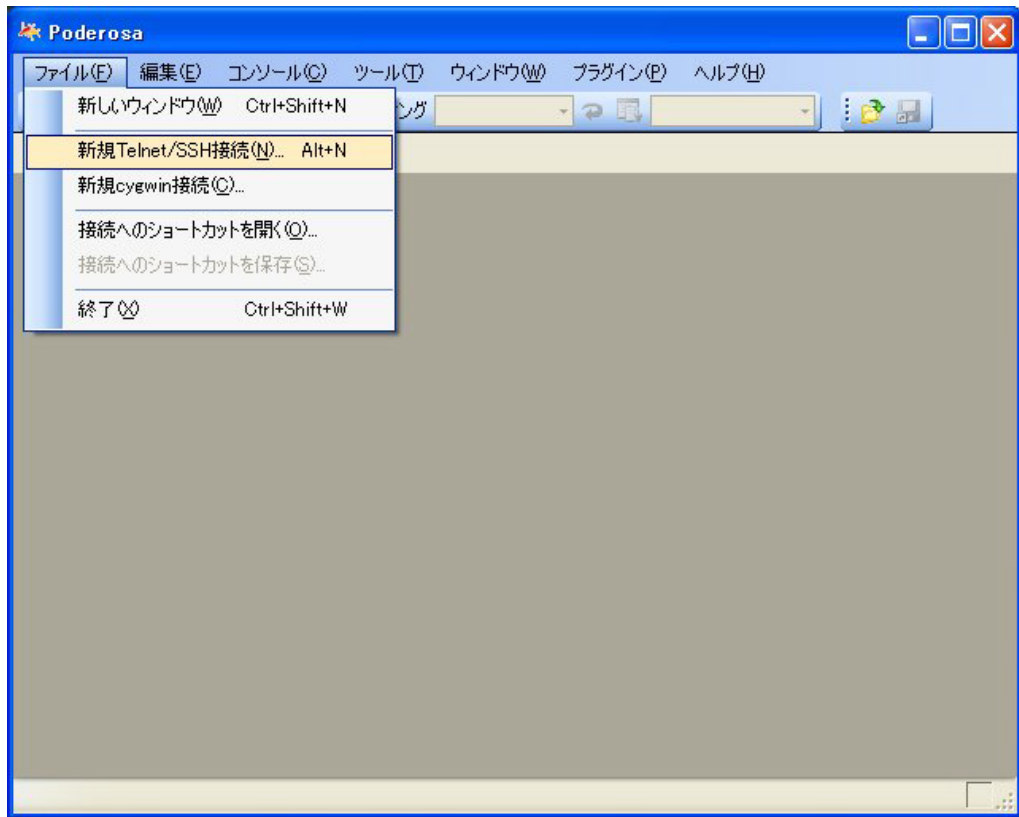 Poderosa
ファイル(F) 編集(E) コンソール(C) ツール(T) ウィンドウ(W) プラグイン(P) ヘルプ(H)
ング
新しいウィンドウ(W) Ctrl+Shift+N
新規Telnet/SSH接続(N)... Alt+N
新規cygwin接続(C)...
接続へのショートカットを開く(O)...
接続へのショートカットを保存(S)...
終了(X) Ctrl+Shift+W